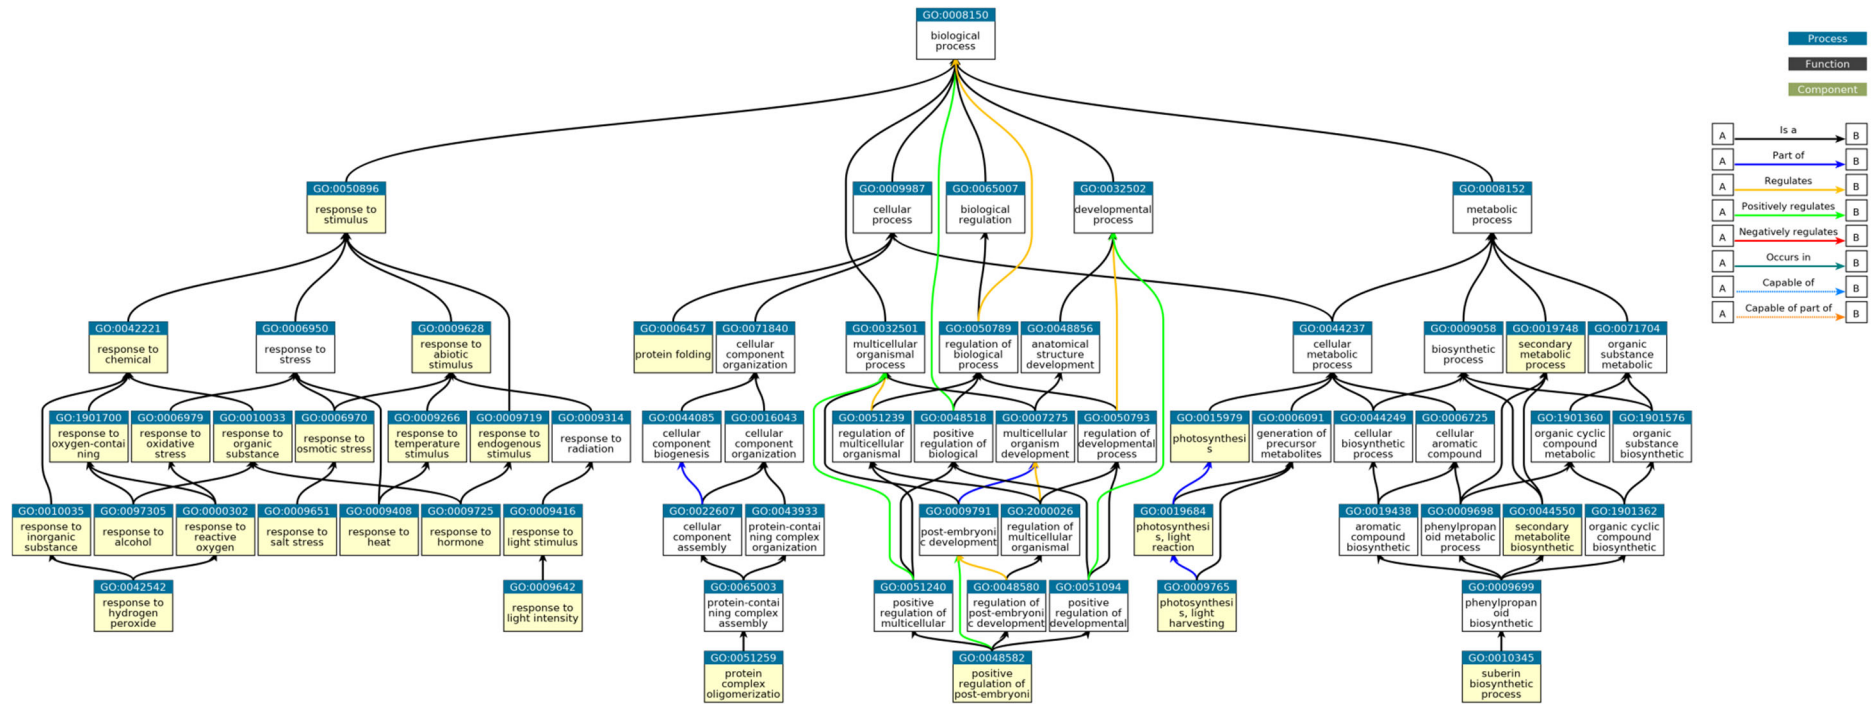 GO:0008150
biological
process
Process
Function
Component
A Is a B
A Part of B
A Regulates B
A Positively regulates B
A Negatively regulates B
A Occurs in B
A Capable of B
A Capable of part of B
GO:0050896
response to
stimulus
GO:0009987
cellular
process
GO:0065007
biological
regulation
GO:0032502
developmental
process
GO:0008152
metabolic
process
GO:0042221
response to
chemical
GO:0006950
response to
stress
GO:0009628
response to
abiotic
stimulus
GO:0006457
protein folding
GO:0071840
cellular
component
organization
GO:0032501
multicellular
organismal
process
GO:0050789
regulation of
biological
process
GO:0048856
anatomical
structure
development
GO:0044237
cellular
metabolic
process
GO:0009058
biosynthetic
process
GO:0019748
secondary
metabolic
process
GO:0071704
organic
substance
metabolic
GO:1901700
response to
oxygen-contai
ning
GO:0006979
response to
oxidative
stress
GO:0010033
response to
organic
substance
GO:0006970
response to
osmotic stress
GO:0009266
response to
temperature
stimulus
GO:0009719
response to
endogenous
stimulus
GO:0009314
response to
radiation
GO:0044085
cellular
component
biogenesis
GO:0016043
cellular
component
organization
GO:0051239
regulation of
multicellular
organismal
GO:0048518
positive
regulation of
biological
GO:0007275
multicellular
organism
development
GO:0050793
regulation of
developmental
process
GO:0015979
photosynthesi
s
GO:0006091
generation of
precursor
metabolites
GO:0044249
cellular
biosynthetic
process
GO:0006725
cellular
aromatic
compound
GO:1901360
organic cyclic
compound
metabolic
GO:1901576
organic
substance
biosynthetic
GO:0010035
response to
inorganic
substance
GO:0097305
response to
alcohol
GO:0000302
response to
reactive
oxygen
GO:0009651
response to
salt stress
GO:0009408
response to
heat
GO:0009725
response to
hormone
GO:0009416
response to
light stimulus
GO:0022607
cellular
component
assembly
GO:0043933
protein-contai
ning complex
organization
GO:0009791
post-embryoni
c development
GO:2000026
regulation of
multicellular
organismal
GO:0019684
photosynthesi
s, light
reaction
GO:0019438
aromatic
compound
biosynthetic
GO:0009698
phenylpropan
oid metabolic
process
GO:0044550
secondary
metabolite
biosynthetic
GO:1901362
organic cyclic
compound
biosynthetic
GO:0042542
response to
hydrogen
peroxide
GO:0009642
response to
light intensity
GO:0065003
protein-contai
ning complex
assembly
GO:0051240
positive
regulation of
multicellular
GO:0048580
regulation of
post-embryoni
c development
GO:0051094
positive
regulation of
developmental
GO:0009765
photosynthesi
s, light
harvesting
GO:0009699
phenylpropan
oid
biosynthetic
GO:0051259
protein
complex
oligomerizatio
GO:0048582
positive
regulation of
post-embryoni
GO:0010345
suberin
biosynthetic
process